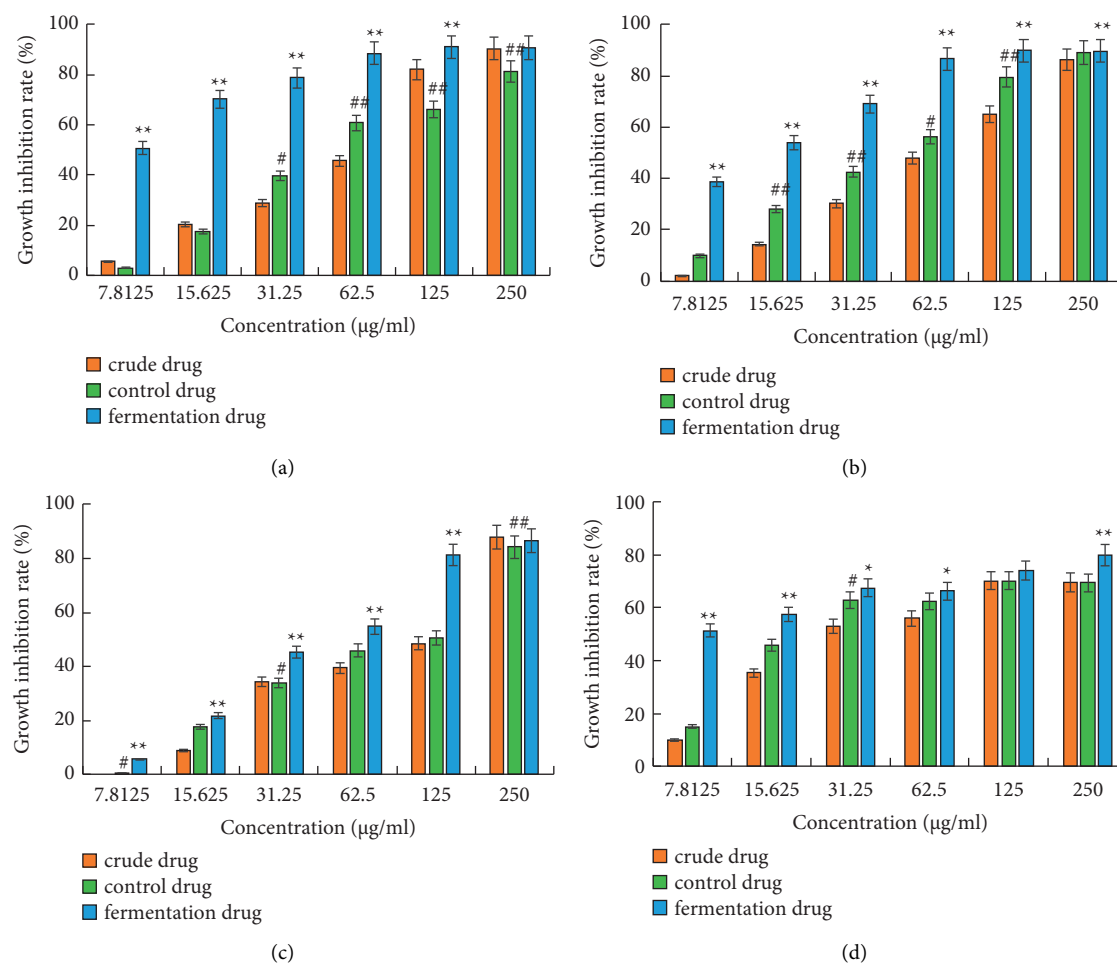 100
80
60
40
20
0
Growth inhibition rate (%)
** ** ** ** **
# ## ## ##
7.8125 15.625 31.25 62.5 125 250
Concentration (µg/ml)
crude drug
control drug
fermentation drug
(a)
100
80
60
40
20
0
Growth inhibition rate (%)
** ** ** ** ** **
## ## # ##
7.8125 15.625 31.25 62.5 125 250
Concentration (µg/ml)
crude drug
control drug
fermentation drug
(b)
100
80
60
40
20
0
Growth inhibition rate (%)
# ** ** # ** ** ** ##
7.8125 15.625 31.25 62.5 125 250
Concentration (µg/ml)
crude drug
control drug
fermentation drug
(c)
100
80
60
40
20
0
Growth inhibition rate (%)
** ** # * * **
7.8125 15.625 31.25 62.5 125 250
Concentration (µg/ml)
crude drug
control drug
fermentation drug
(d)